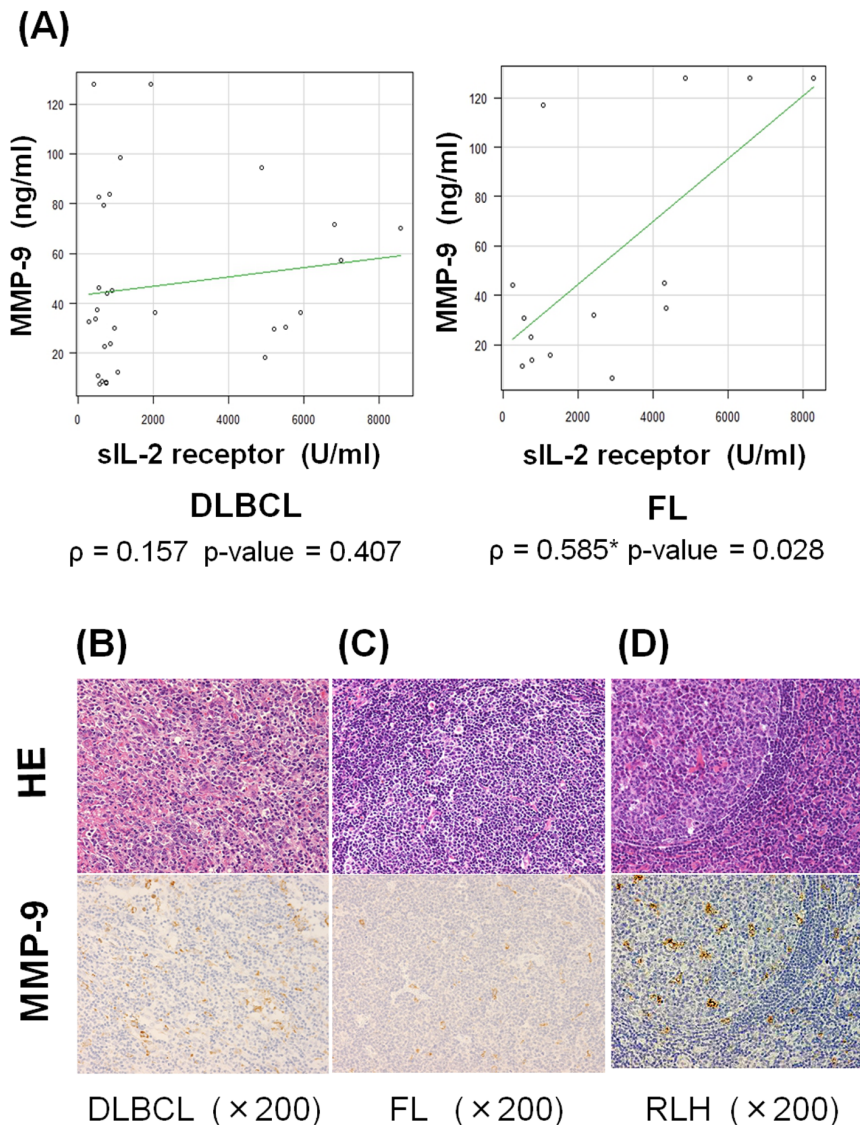 (A)
120
100
80
60
40
20
0 2000 4000 6000 8000
MMP-9 (ng/ml)
sIL-2 receptor (U/ml)
DLBCL
ρ = 0.157 p-value = 0.407
120
100
80
60
40
20
0 2000 4000 6000 8000
MMP-9 (ng/ml)
sIL-2 receptor (U/ml)
FL
ρ = 0.585* p-value = 0.028
(B) (C) (D)
HE
MMP-9
DLBCL (×200) FL (×200) RLH (×200)